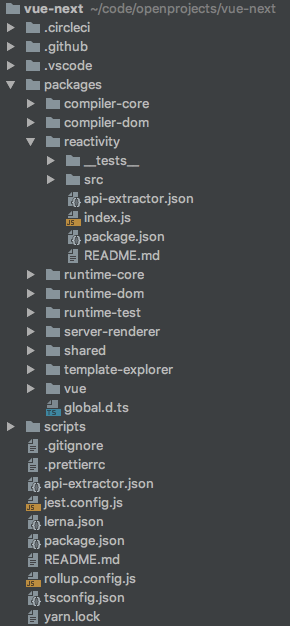 vue-next ~/code/openprojects/vue-next
.circleci
.github
.vscode
packages
compiler-core
compiler-dom
reactivity
__tests__
src
api-extractor.json
index.js
package.json
README.md
runtime-core
runtime-dom
runtime-test
server-renderer
shared
template-explorer
vue
global.d.ts
scripts
.gitignore
.prettierrc
api-extractor.json
jest.config.js
lerna.json
package.json
README.md
rollup.config.js
tsconfig.json
yarn.lock